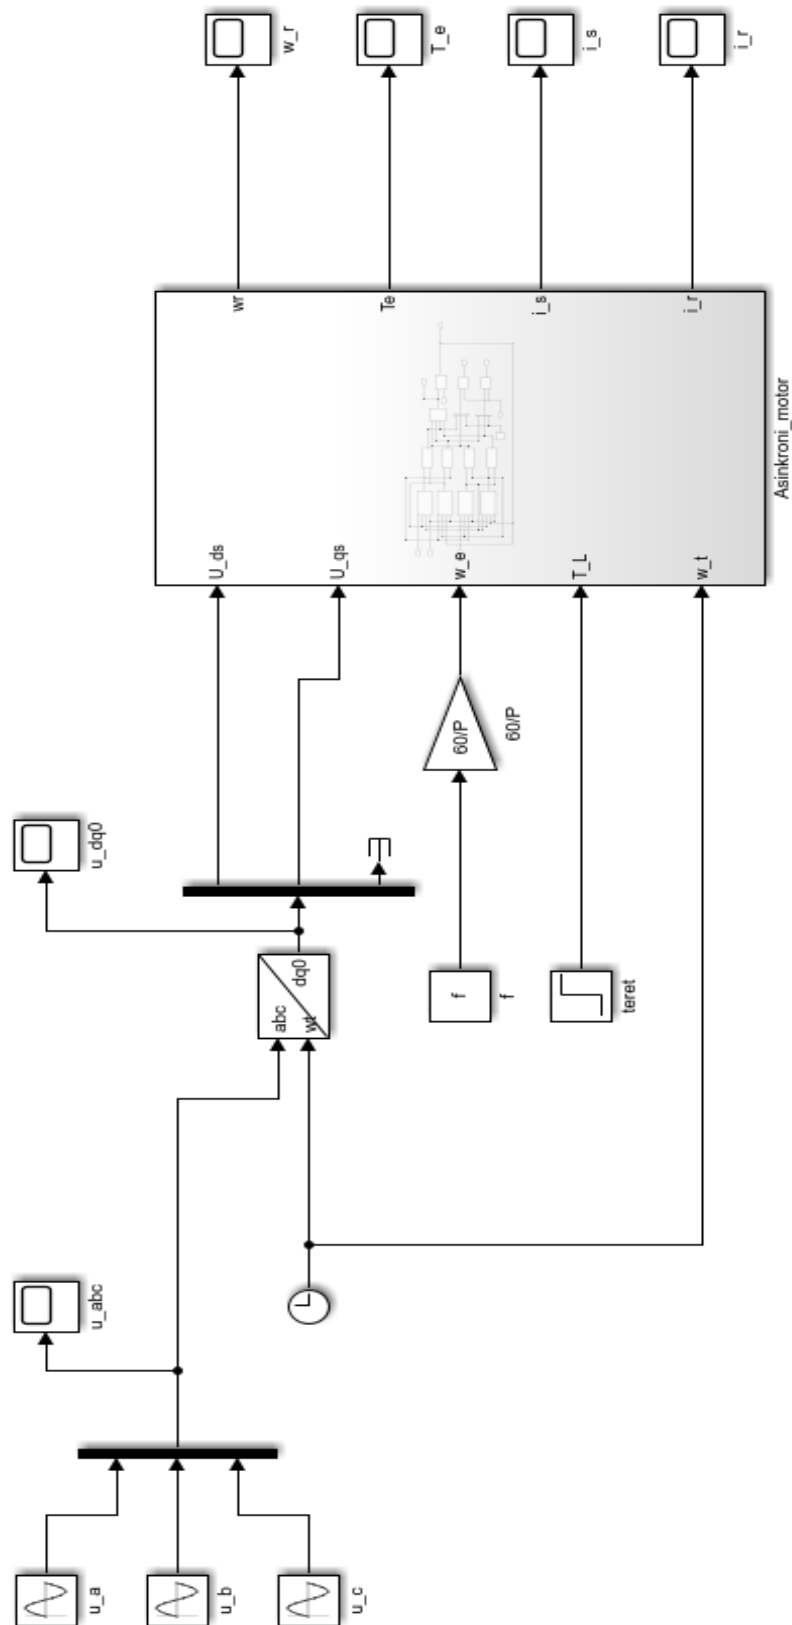 u_a
u_b
u_c
u_abc
abc
wt
dq0
u_dq0
f
f
teret
60/P
60/P
U_ds
U_qs
w_e
T_L
w_t
wr
Te
i_s
i_r
Asinkroni_motor
w_r
T_e
i_s
i_r